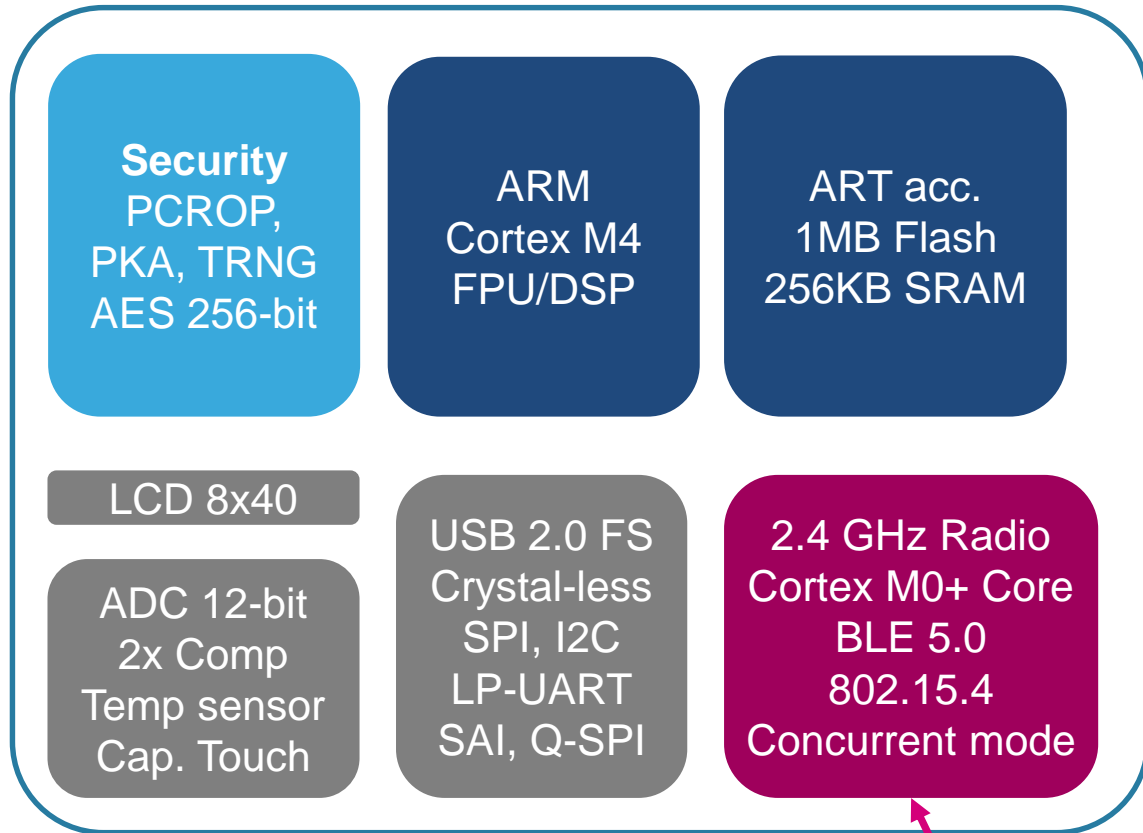 Security
PCROP,
PKA, TRNG
AES 256-bit
ARM
Cortex M4
FPU/DSP
ART acc.
1MB Flash
256KB SRAM
LCD 8x40
ADC 12-bit
2x Comp
Temp sensor
Cap. Touch
USB 2.0 FS
Crystal-less
SPI, I2C
LP-UART
SAI, Q-SPI
2.4 GHz Radio
Cortex M0+ Core
BLE 5.0
802.15.4
Concurrent mode